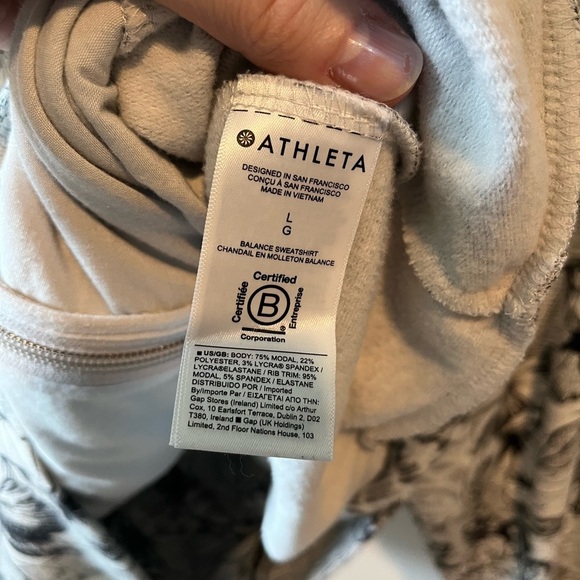 ATHLETA
DESIGNED IN SAN FRANCISCO
CONÇU À SAN FRANCISCO
MADE IN VIETNAM
L
G
BALANCE SWEATSHIRT
CHANDAIL EN MOLLETON BALANCE
Certified
Certifiée
B
Entreprise
Corporation
■ US/GB: BODY: 75% MODAL, 22%
POLYESTER, 3% LYCRA® SPANDEX /
LYCRA®ELASTANE / RIB TRIM: 95%
MODAL, 5% SPANDEX / ELASTANE
DISTRIBUIDO POR / Imported
By/Importe Par / ΕΙΣΑΓΕΤΑΙ ΑΠΟ ΤΗΝ:
Gap Stores (Ireland) Limited c/o Arthur
Cox, 10 Earlsfort Terrace, Dublin 2, D02
T380, Ireland ■ Gap (UK Holdings)
Limited, 2nd Floor Nations House, 103